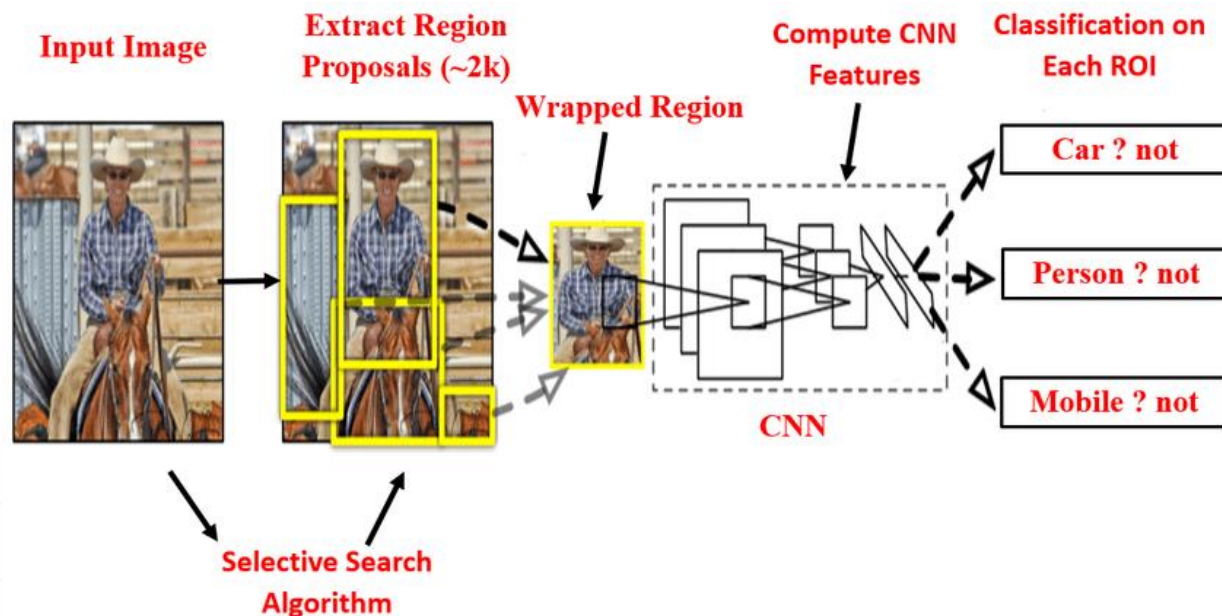 Input Image
Extract Region
Proposals (~2k)
Wrapped Region
Compute CNN
Features
Classification on
Each ROI
Car ? not
Person ? not
Mobile ? not
CNN
Selective Search
Algorithm